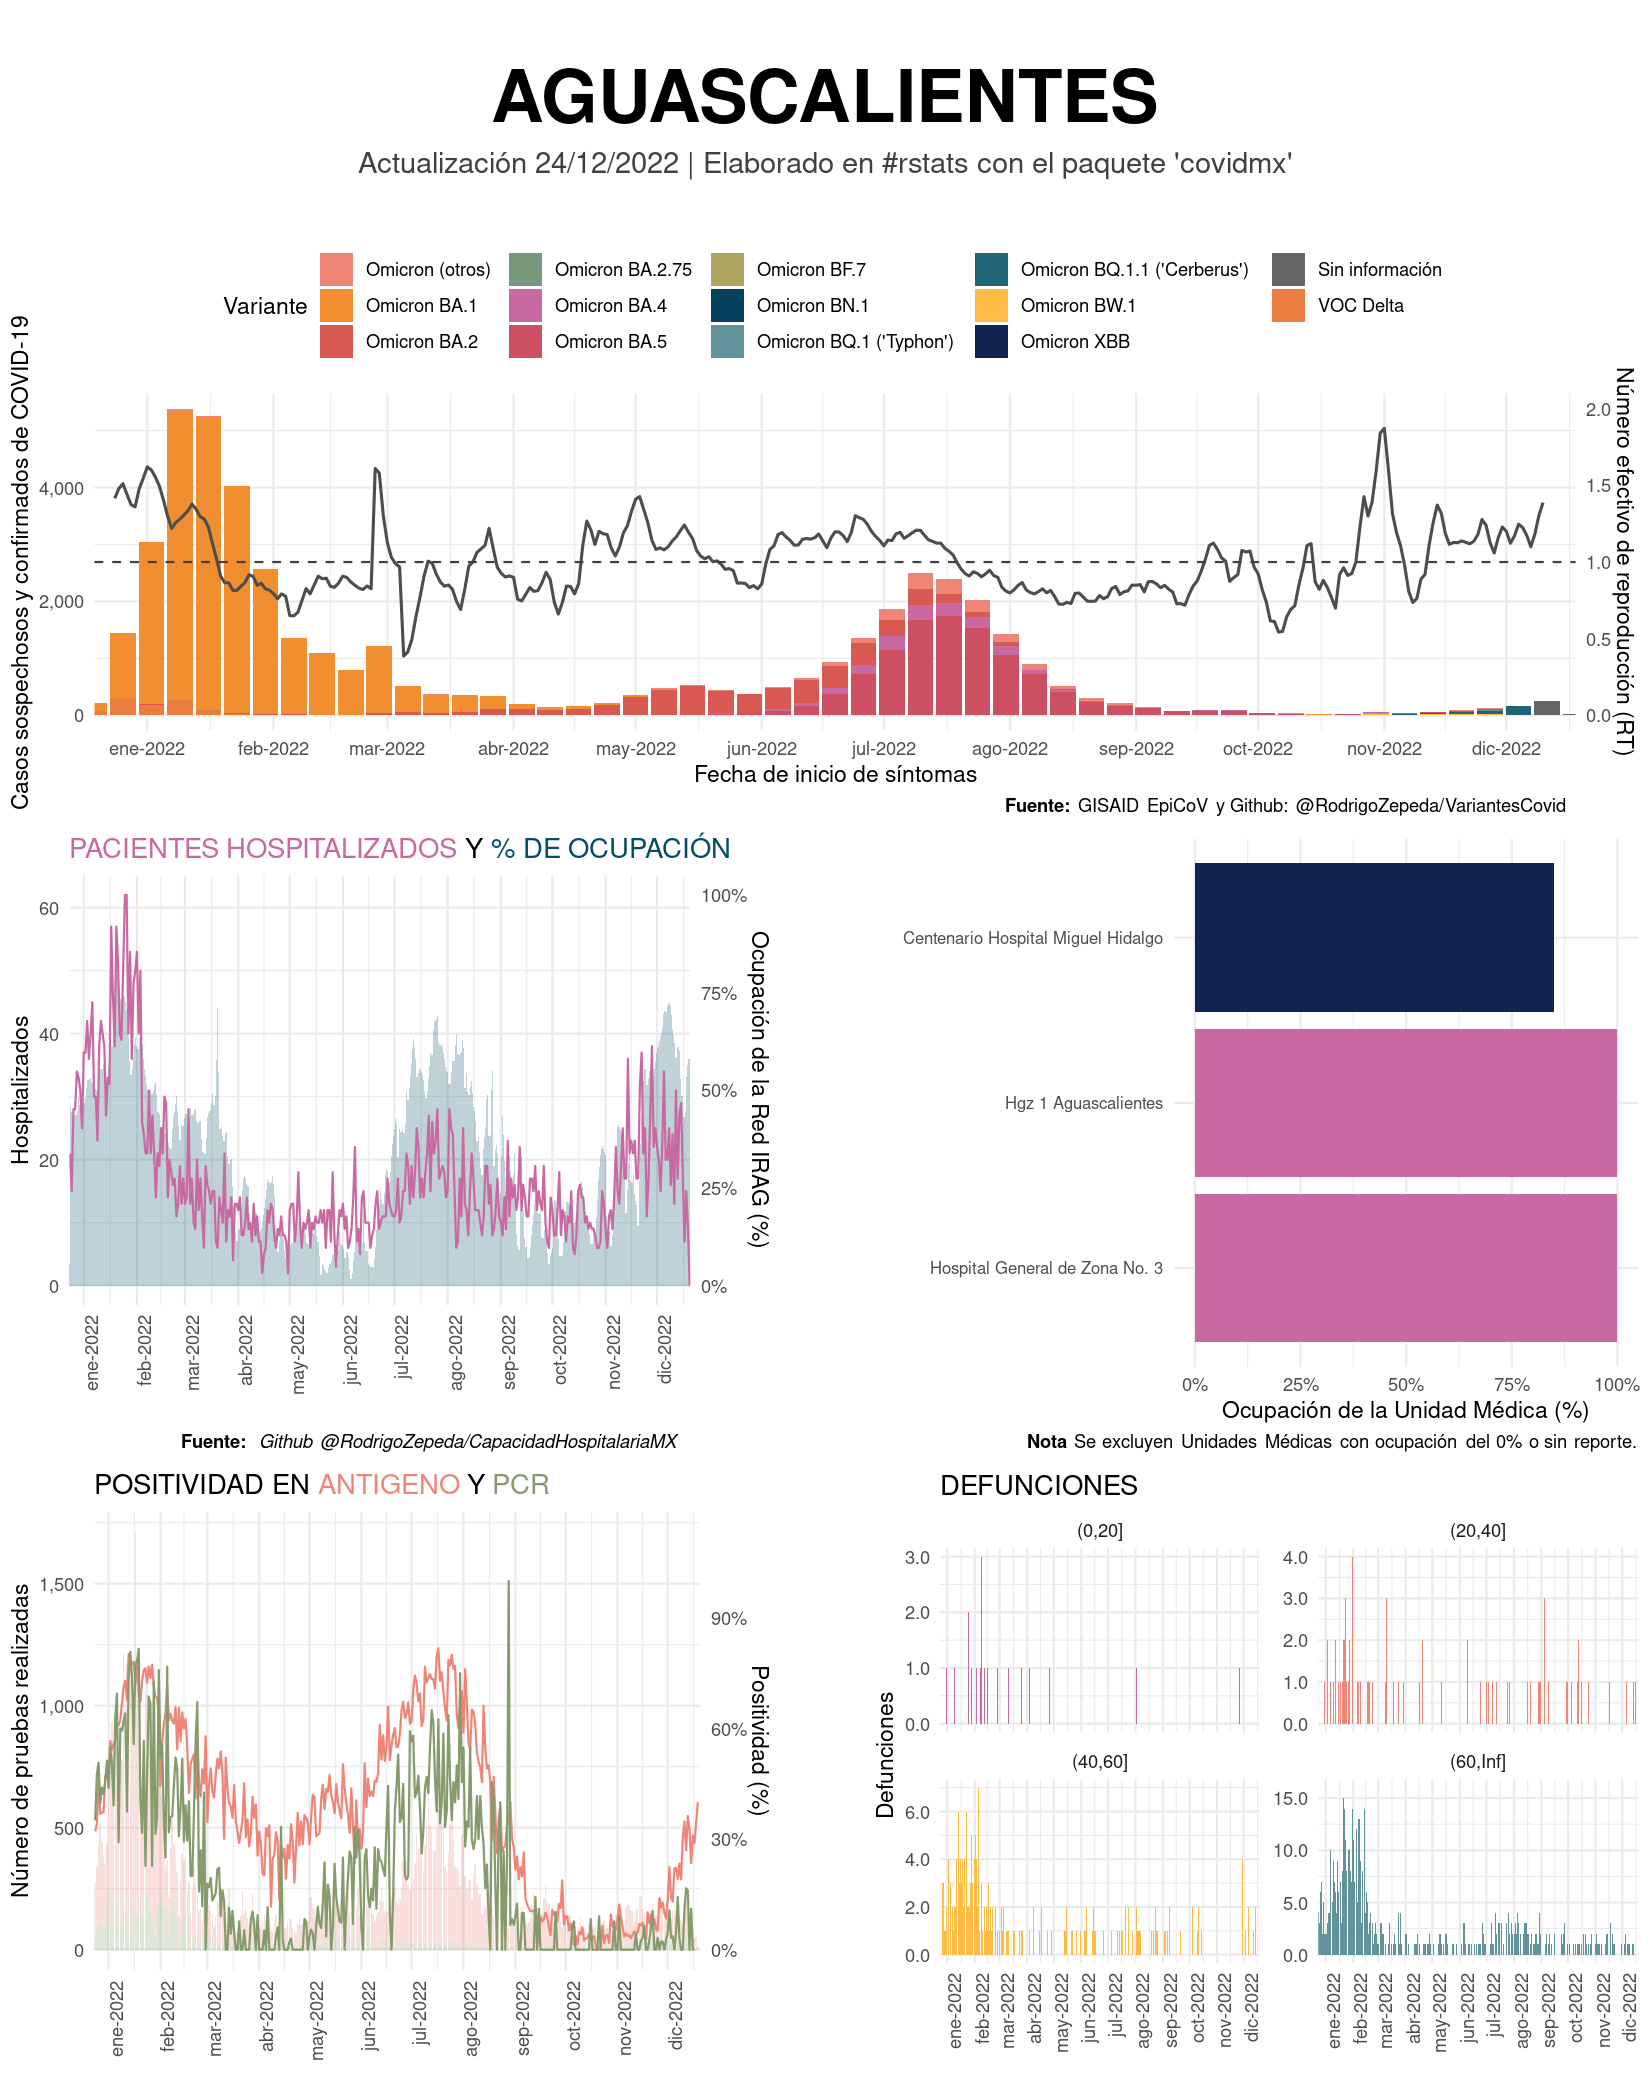 AGUASCALIENTES
Actualización 24/12/2022 | Elaborado en #rstats con el paquete 'covidmx'
Variante
Omicron (otros)
Omicron BA.1
Omicron BA.2
Omicron BA.2.75
Omicron BA.4
Omicron BA.5
Omicron BF.7
Omicron BN.1
Omicron BQ.1 ('Typhon')
Omicron BQ.1.1 ('Cerberus')
Omicron BW.1
Omicron XBB
Sin información
VOC Delta
Casos sospechosos y confirmados de COVID-19
4,000
2,000
0
2.0
1.5
1.0
0.5
0.0
Número efectivo de reproducción (RT)
ene-2022 feb-2022 mar-2022 abr-2022 may-2022 jun-2022 jul-2022 ago-2022 sep-2022 oct-2022 nov-2022 dic-2022
Fecha de inicio de síntomas
Fuente: GISAID EpiCoV y Github: @RodrigoZepeda/VariantesCovid
PACIENTES HOSPITALIZADOS Y % DE OCUPACIÓN
Hospitalizados
60
40
20
0
100%
75%
50%
25%
0%
Ocupación de la Red IRAG (%)
ene-2022 feb-2022 mar-2022 abr-2022 may-2022 jun-2022 jul-2022 ago-2022 sep-2022 oct-2022 nov-2022 dic-2022
Fuente: Github @RodrigoZepeda/CapacidadHospitalariaMX
Centenario Hospital Miguel Hidalgo
Hgz 1 Aguascalientes
Hospital General de Zona No. 3
0% 25% 50% 75% 100%
Ocupación de la Unidad Médica (%)
Nota Se excluyen Unidades Médicas con ocupación del 0% o sin reporte.
POSITIVIDAD EN ANTIGENO Y PCR
Número de pruebas realizadas
1,500
1,000
500
0
90%
60%
30%
0%
Positividad (%)
ene-2022 feb-2022 mar-2022 abr-2022 may-2022 jun-2022 jul-2022 ago-2022 sep-2022 oct-2022 nov-2022 dic-2022
DEFUNCIONES
Defunciones
(0,20]
3.0
2.0
1.0
0.0
(20,40]
4.0
3.0
2.0
1.0
0.0
(40,60]
6.0
4.0
2.0
0.0
ene-2022 feb-2022 mar-2022 abr-2022 may-2022 jun-2022 jul-2022 ago-2022 sep-2022 oct-2022 nov-2022 dic-2022
(60,Inf]
15.0
10.0
5.0
0.0
ene-2022 feb-2022 mar-2022 abr-2022 may-2022 jun-2022 jul-2022 ago-2022 sep-2022 oct-2022 nov-2022 dic-2022